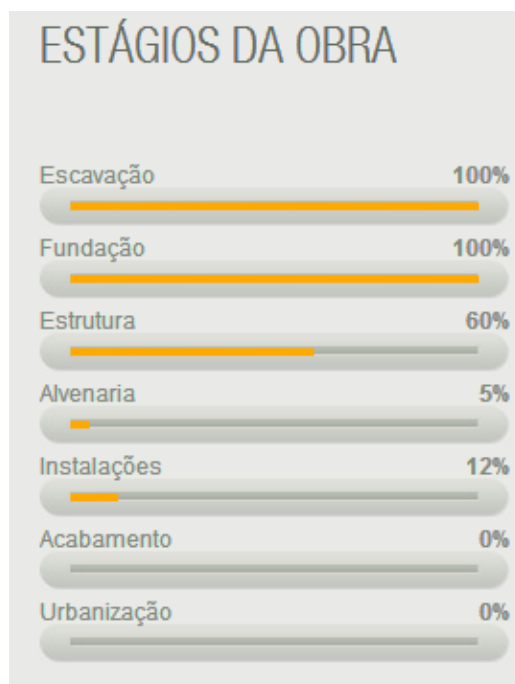 ESTÁGIOS DA OBRA
Escavação 100%
Fundação 100%
Estrutura 60%
Alvenaria 5%
Instalações 12%
Acabamento 0%
Urbanização 0%